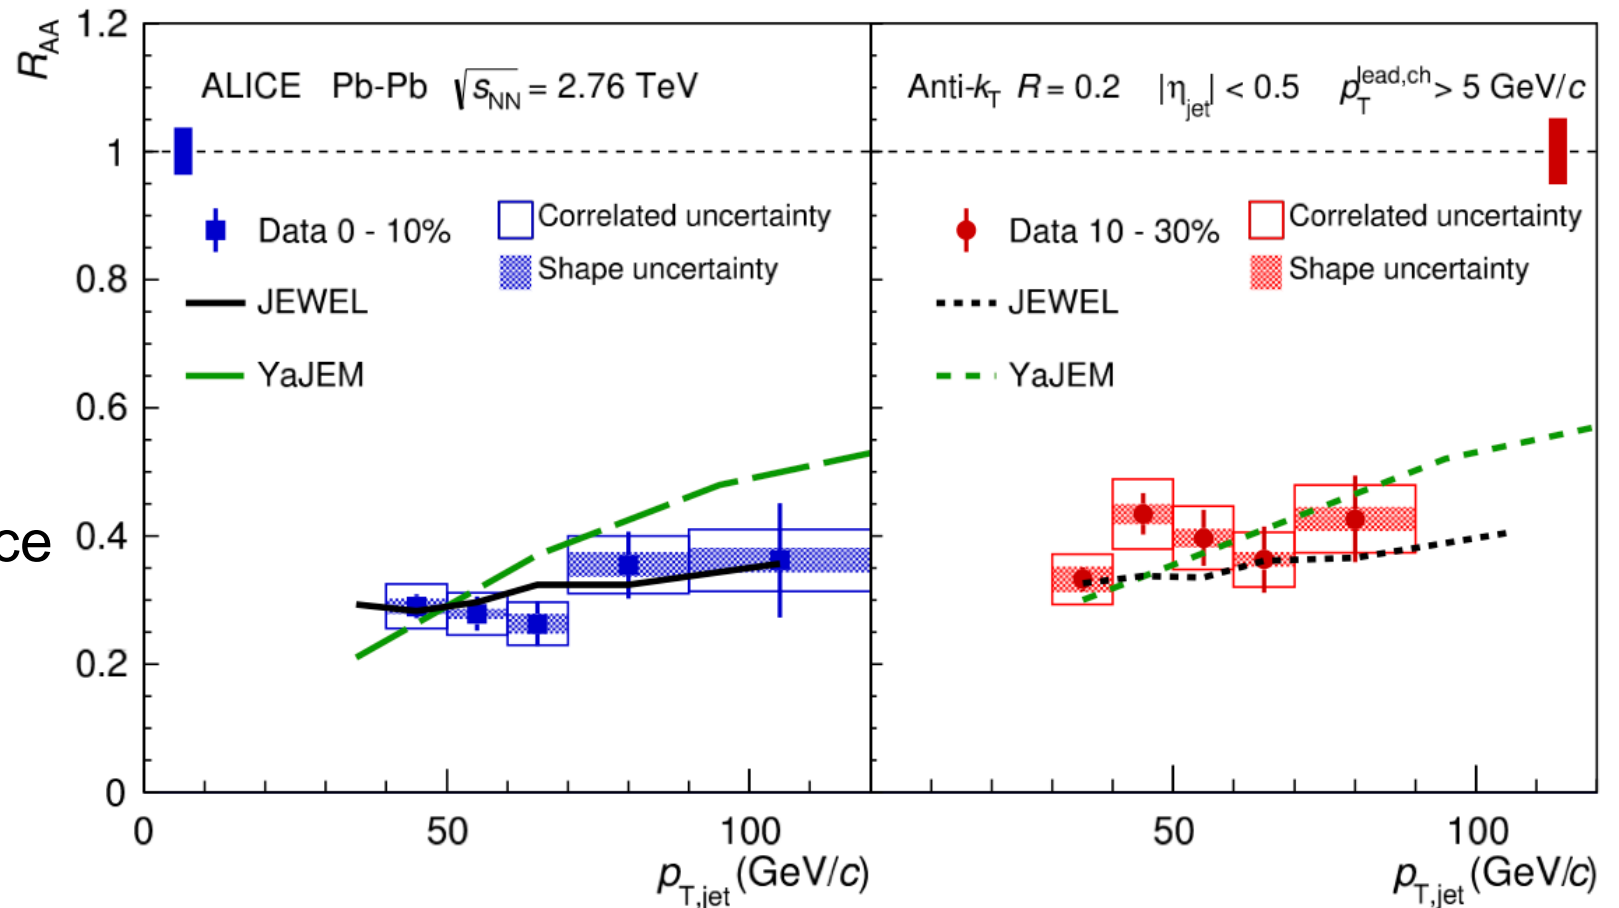 R_AA
1.2
1
0.8
0.6
0.4
0.2
0
ce
ALICE Pb-Pb √s_NN = 2.76 TeV
Data 0 - 10%
JEWEL
YaJEM
Correlated uncertainty
Shape uncertainty
0 50 100
p_T,jet (GeV/c)
Anti-k_T R = 0.2 |η_jet| < 0.5 p_T^lead,ch > 5 GeV/c
Data 10 - 30%
JEWEL
YaJEM
Correlated uncertainty
Shape uncertainty
50 100
p_T,jet (GeV/c)